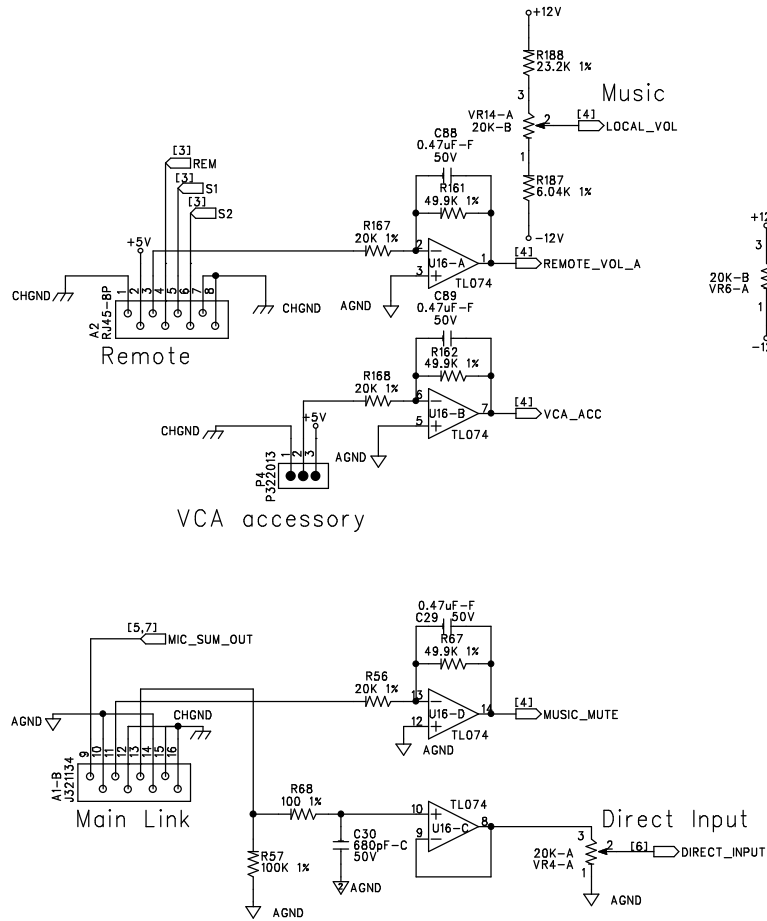 +12V
R188
23.2K 1%
Music
3
VR14-A
20K-B
2
[4]
LOCAL_VOL
1
R187
6.04K 1%
-12V
C88
0.47uF-F
50V
R161
49.9K 1%
[3]
REM
[3]
S1
[3]
S2
+5V
R167
20K 1%
2
3
U16-A
1
TL074
[4]
REMOTE_VOL_A
AGND
CHGND
1
2
3
4
5
6
7
8
CHGND
A2
RJ45-8P
Remote
+12
3
20K-B
VR6-A
1
-12
C89
0.47uF-F
50V
R162
49.9K 1%
R168
20K 1%
6
5
U16-B
7
TL074
[4]
VCA_ACC
AGND
CHGND
+5V
1
2
3
P4
P322013
VCA accessory
0.47uF-F
C29
50V
R67
49.9K 1%
[5,7]
MIC_SUM_OUT
R56
20K 1%
13
12
U16-D
14
TL074
[4]
MUSIC_MUTE
AGND
AGND
CHGND
9
10
11
12
13
14
15
16
A1-B
J321134
Main Link
R68
100 1%
10
9
TL074
U16-C
8
Direct Input
C30
680pF-C
50V
R57
100K 1%
AGND
AGND
3
20K-A
VR4-A
2
1
[6]
DIRECT_INPUT
AGND